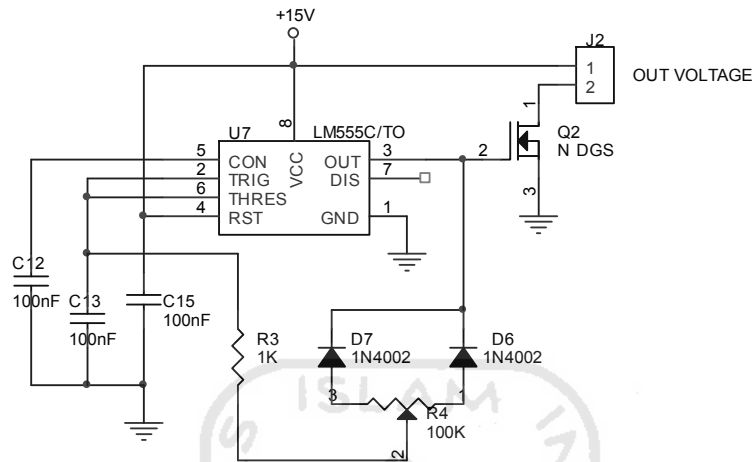 +15V
J2
1
2
OUT VOLTAGE
1
Q2
N DGS
2
3
U7
LM555C/TO
8
VCC
5
CON
2
TRIG
6
THRES
4
RST
OUT
3
DIS
7
GND
1
C12
100nF
C13
100nF
C15
100nF
R3
1K
D7
1N4002
D6
1N4002
3
1
R4
100K
2
ISLAM
S
IN